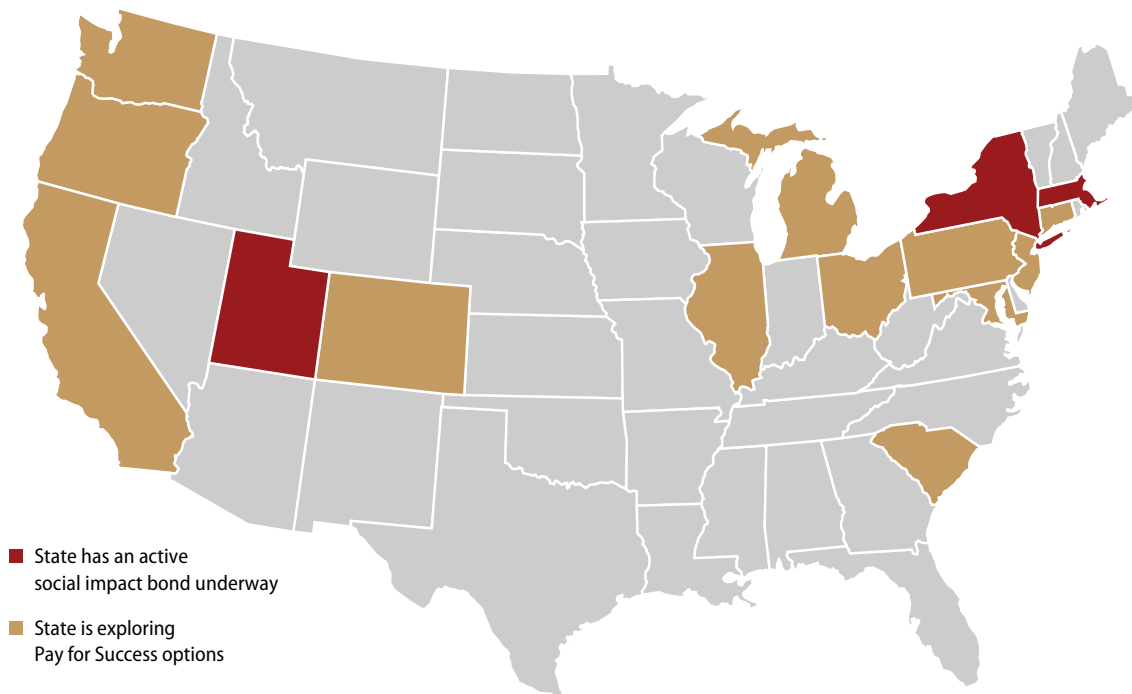 State has an active
social impact bond underway
State is exploring
Pay for Success options